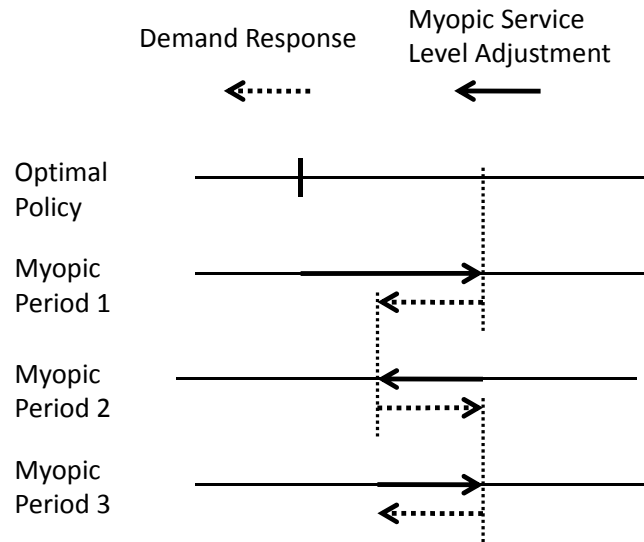 Demand Response
Myopic Service
Level Adjustment
Optimal
Policy
Myopic
Period 1
Myopic
Period 2
Myopic
Period 3